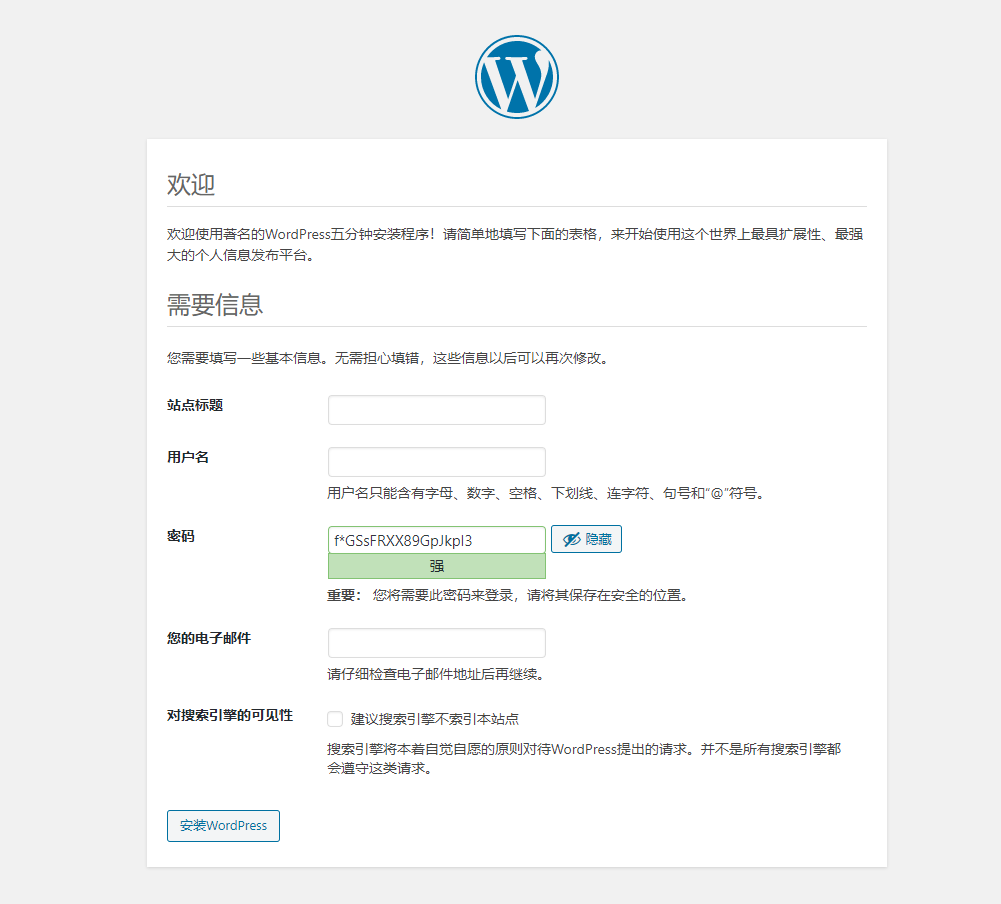 欢迎
欢迎使用著名的WordPress五分钟安装程序！请简单地填写下面的表格，来开始使用这个世界上最具扩展性、最强
大的个人信息发布平台。
需要信息
您需要填写一些基本信息。无需担心填错，这些信息以后可以再次修改。
站点标题
用户名
用户名只能含有字母、数字、空格、下划线、连字符、句号和“@”符号。
密码
f*GSsFRXX89GpJkpI3
隐藏
强
重要： 您将需要此密码来登录，请将其保存在安全的位置。
您的电子邮件
请仔细检查电子邮件地址后再继续。
对搜索引擎的可见性
建议搜索引擎不索引本站点
搜索引擎将本着自觉自愿的原则对待WordPress提出的请求。并不是所有搜索引擎都
会遵守这类请求。
安装WordPress